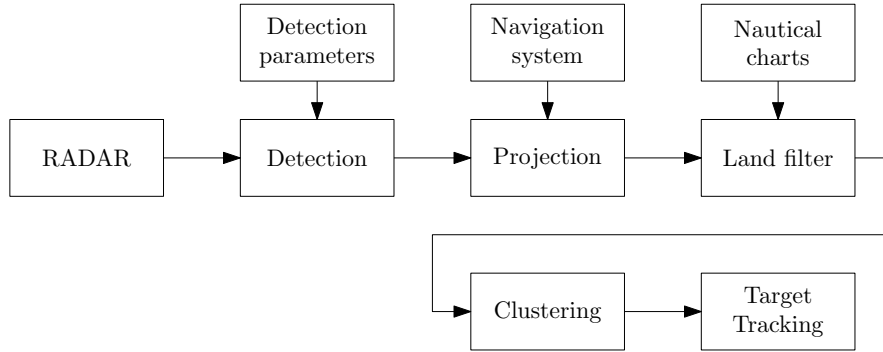 Detection
parameters
Navigation
system
Nautical
charts
RADAR
Detection
Projection
Land filter
Clustering
Target
Tracking